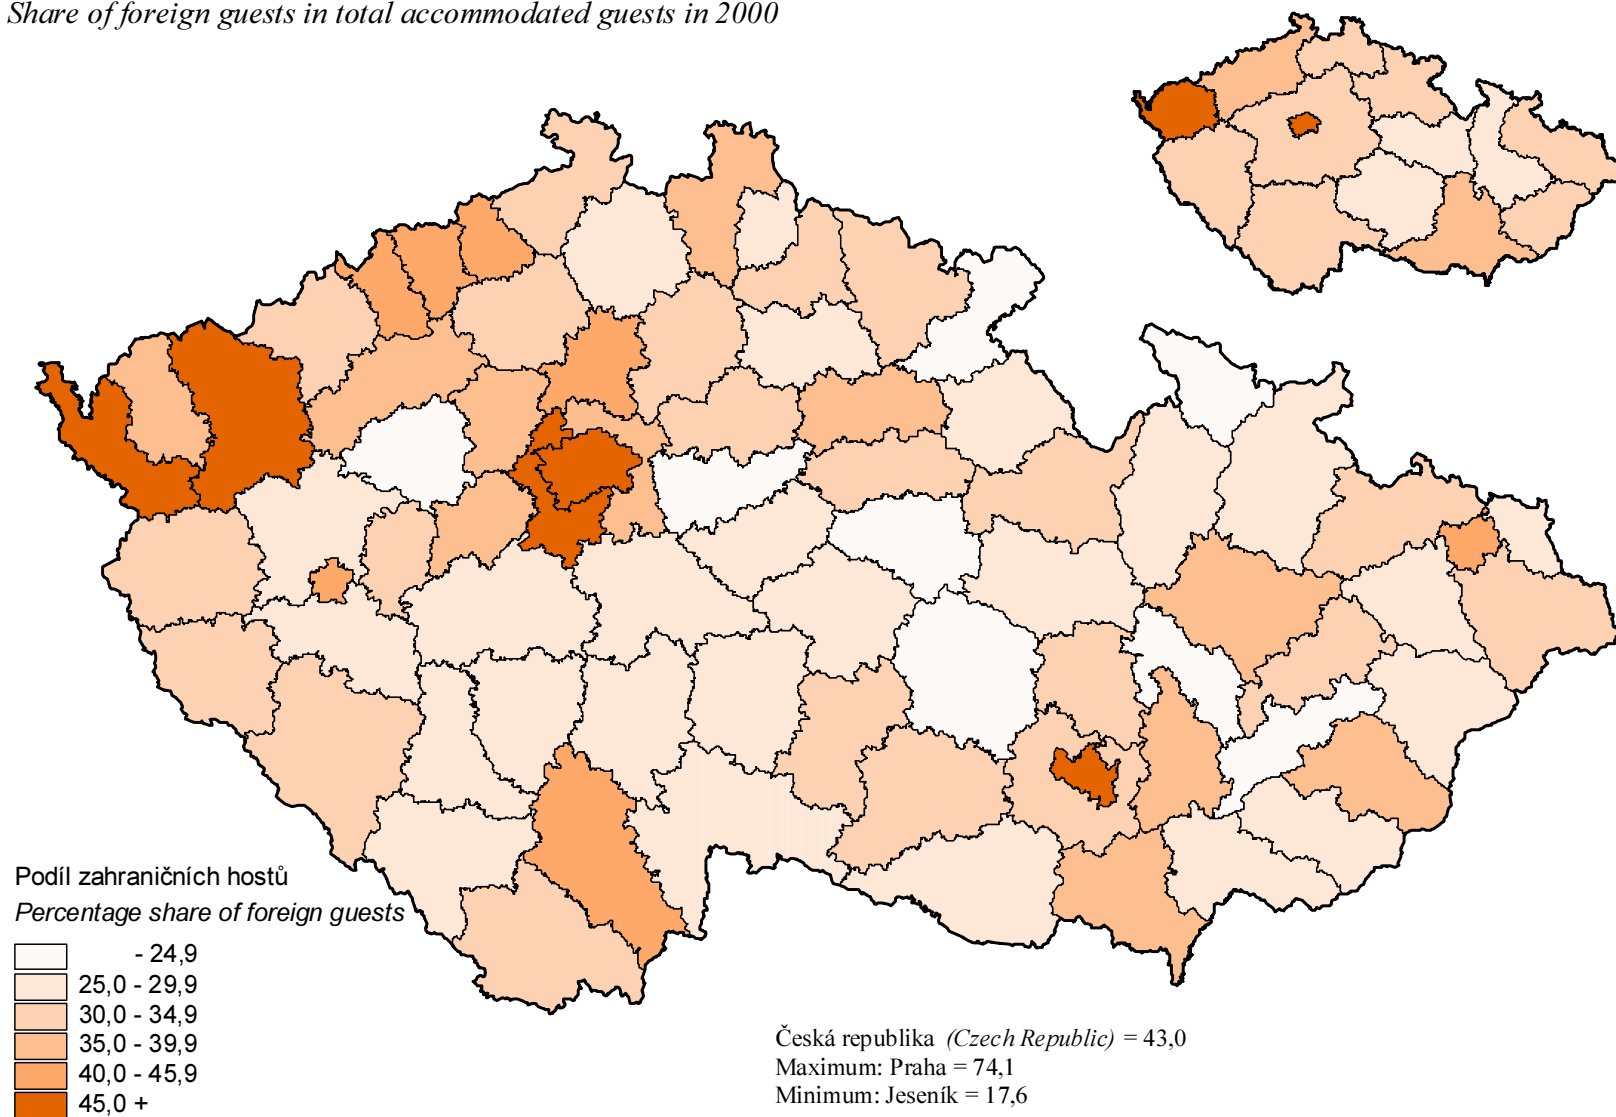 Share of foreign guests in total accommodated guests in 2000
Podíl zahraničních hostů
Percentage share of foreign guests
- 24,9
25,0 - 29,9
30,0 - 34,9
35,0 - 39,9
40,0 - 45,9
45,0 +
Česká republika (Czech Republic) = 43,0
Maximum: Praha = 74,1
Minimum: Jeseník = 17,6